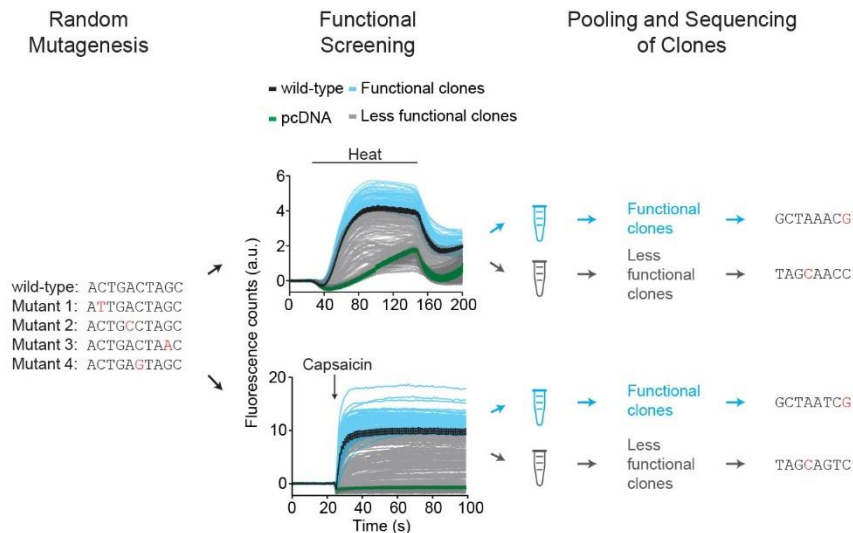 Random
Mutagenesis
Functional
Screening
Pooling and Sequencing
of Clones
wild-type Functional clones
pcDNA Less functional clones
Heat
6
4
2
0
0 40 80 120 160 200
Fluorescence counts (a.u.)
wild-type: ACTGACTAGC
Mutant 1: ATTGACTAGC
Mutant 2: ACTGCCTAGC
Mutant 3: ACTGACTAAC
Mutant 4: ACTGAGTAGC
Functional
clones
GCTAAACG
Less
functional
clones
TAGCAACC
Capsaicin
20
10
0
0 20 40 60 80 100
Time (s)
Functional
clones
GCTAATCG
Less
functional
clones
TAGCAGTC